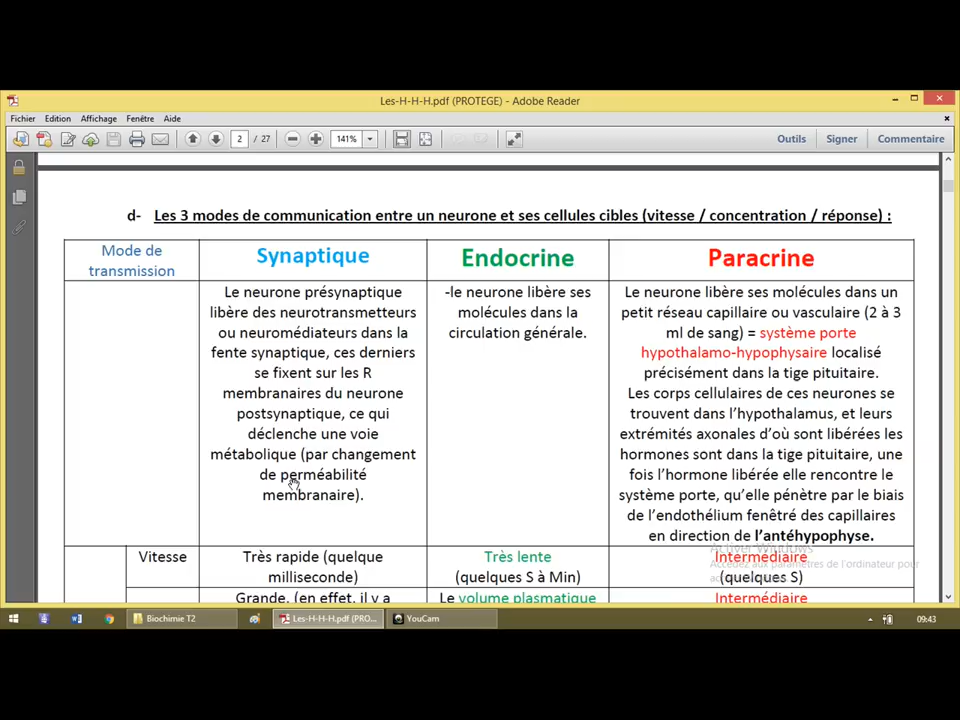 Les-H-H-H.pdf (PROTEGE) - Adobe Reader
Fichier Edition Affichage Fenêtre Aide
2 / 27 141% Outils Signer Commentaire
d- Les 3 modes de communication entre un neurone et ses cellules cibles (vitesse / concentration / réponse) :
Mode de
transmission
Synaptique
Endocrine
Paracrine
Le neurone présynaptique
libère des neurotransmetteurs
ou neuromédiateurs dans la
fente synaptique, ces derniers
se fixent sur les R
membranaires du neurone
postsynaptique, ce qui
déclenche une voie
métabolique (par changement
de perméabilité
membranaire).
-le neurone libère ses
molécules dans la
circulation générale.
Le neurone libère ses molécules dans un
petit réseau capillaire ou vasculaire (2 à 3
ml de sang) = système porte
hypothalamo-hypophysaire localisé
précisément dans la tige pituitaire.
Les corps cellulaires de ces neurones se
trouvent dans l'hypothalamus, et leurs
extrémités axonales d'où sont libérées les
hormones sont dans la tige pituitaire, une
fois l'hormone libérée elle rencontre le
système porte, qu'elle pénètre par le biais
de l'endothélium fenêtré des capillaires
en direction de l'antéhypophyse.
Vitesse
Très rapide (quelque
milliseconde)
Très lente
(quelques S à Min)
Intermédiaire
(quelques S)
Grande. (en effet, il y a
Le volume plasmatique
Intermédiaire
Activer Windows
Accédez aux paramètres de l'ordinateur pour
Biochimie T2
Les-H-H-H.pdf (PRO...
YouCam
09:43